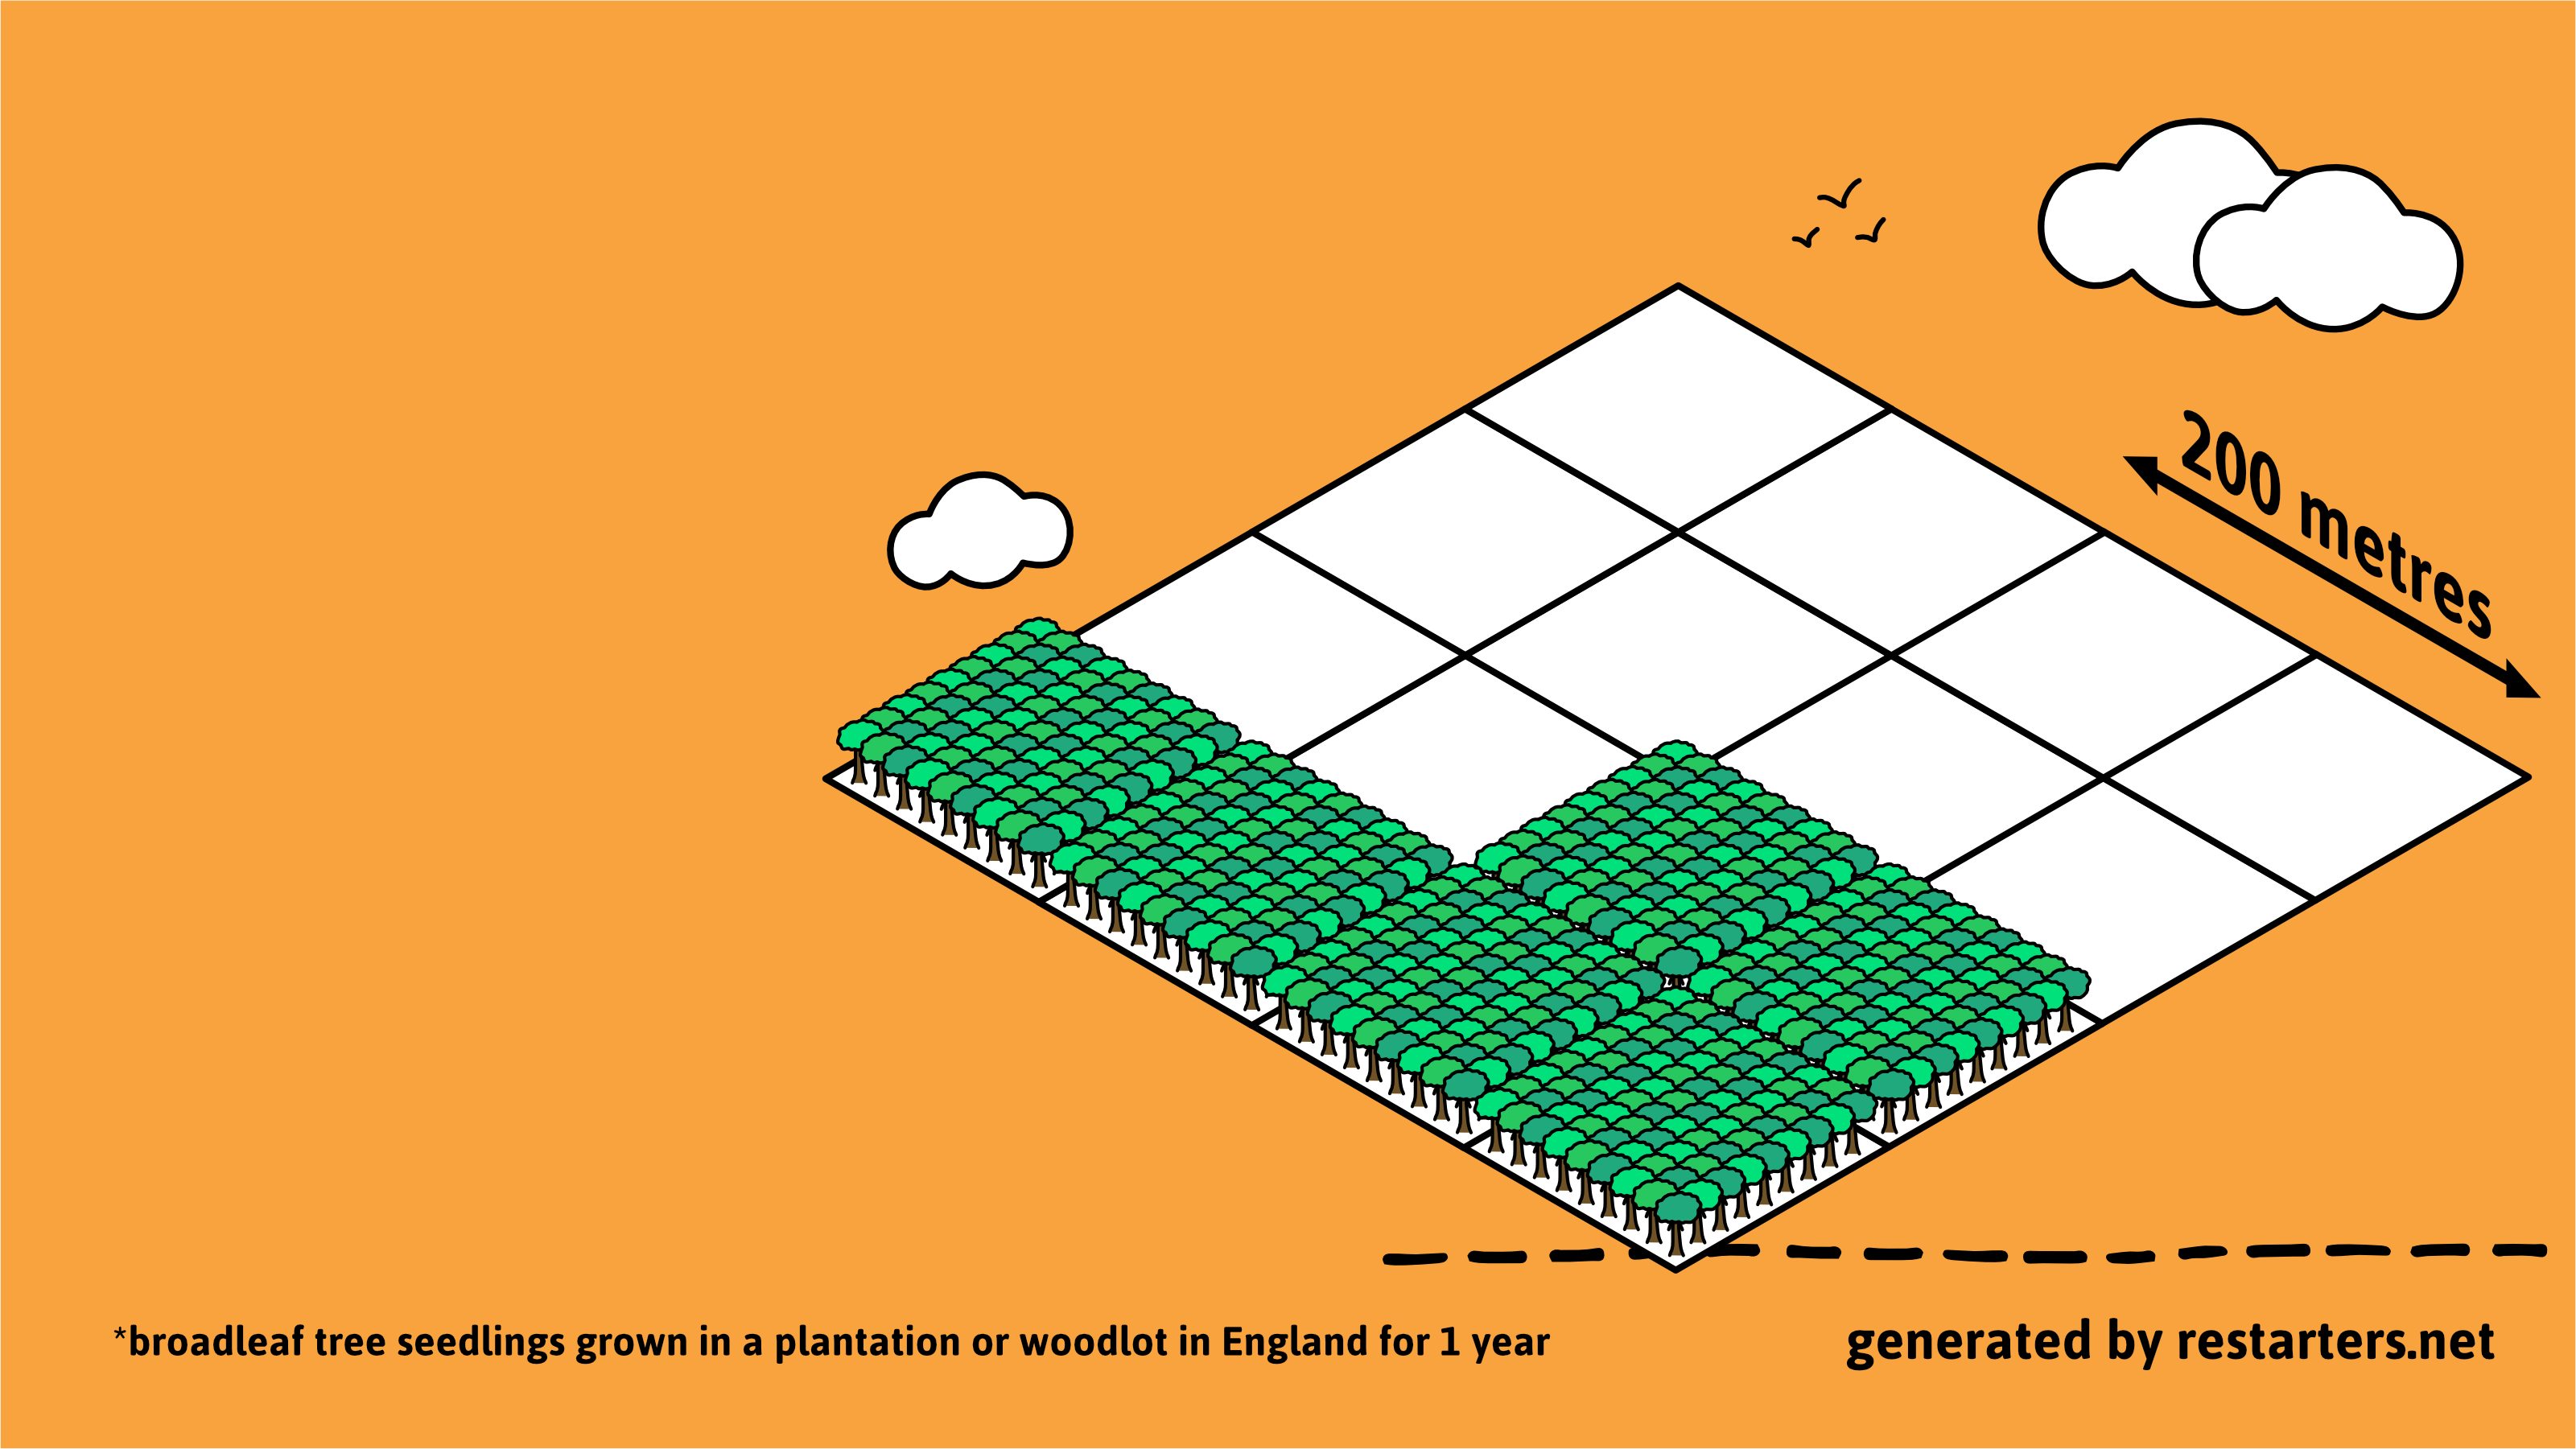 200 metres
*broadleaf tree seedlings grown in a plantation or woodlot in England for 1 year
generated by restarters.net